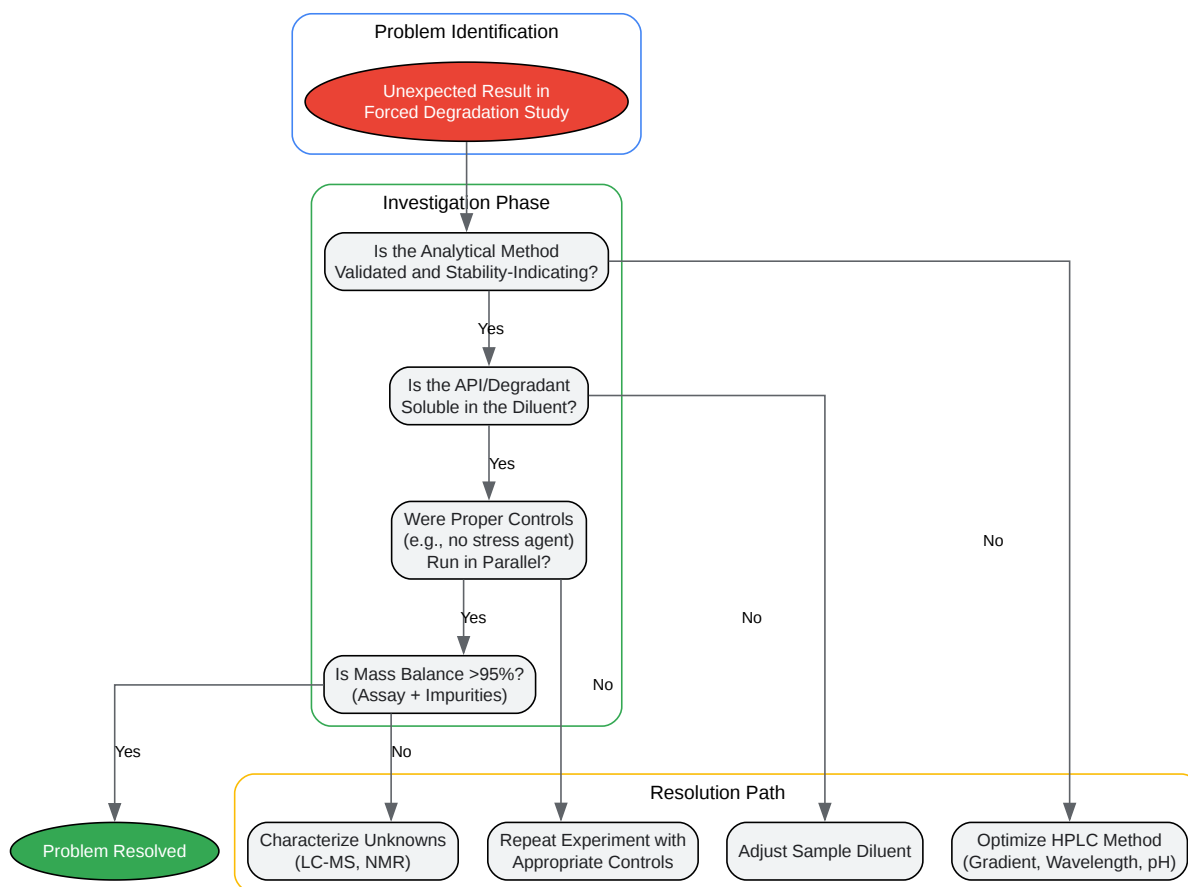 Problem Identification
Unexpected Result in
Forced Degradation Study
Investigation Phase
Is the Analytical Method
Validated and Stability-Indicating?
Yes
Is the API/Degradant
Soluble in the Diluent?
Yes
Were Proper Controls
(e.g., no stress agent)
Run in Parallel?
No
Yes
No
Is Mass Balance >95%?
(Assay + Impurities)
No
Yes
No
Resolution Path
Problem Resolved
Characterize Unknowns
(LC-MS, NMR)
Repeat Experiment with
Appropriate Controls
Adjust Sample Diluent
Optimize HPLC Method
(Gradient, Wavelength, pH)